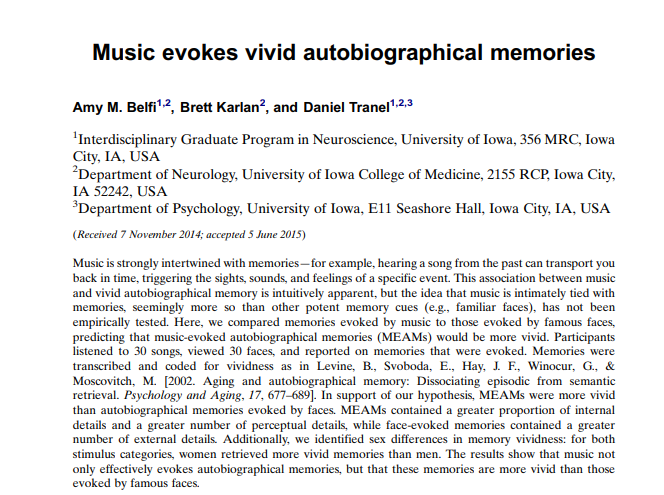 Music evokes vivid autobiographical memories
Amy M. Belfi1,2, Brett Karlan2, and Daniel Tranel1,2,3
1Interdisciplinary Graduate Program in Neuroscience, University of Iowa, 356 MRC, Iowa
City, IA, USA
2Department of Neurology, University of Iowa College of Medicine, 2155 RCP, Iowa City,
IA 52242, USA
3Department of Psychology, University of Iowa, E11 Seashore Hall, Iowa City, IA, USA
(Received 7 November 2014; accepted 5 June 2015)
Music is strongly intertwined with memories—for example, hearing a song from the past can transport you
back in time, triggering the sights, sounds, and feelings of a specific event. This association between music
and vivid autobiographical memory is intuitively apparent, but the idea that music is intimately tied with
memories, seemingly more so than other potent memory cues (e.g., familiar faces), has not been
empirically tested. Here, we compared memories evoked by music to those evoked by famous faces,
predicting that music-evoked autobiographical memories (MEAMs) would be more vivid. Participants
listened to 30 songs, viewed 30 faces, and reported on memories that were evoked. Memories were
transcribed and coded for vividness as in Levine, B., Svoboda, E., Hay, J. F., Winocur, G., &
Moscovitch, M. [2002. Aging and autobiographical memory: Dissociating episodic from semantic
retrieval. Psychology and Aging, 17, 677–689]. In support of our hypothesis, MEAMs were more vivid
than autobiographical memories evoked by faces. MEAMs contained a greater proportion of internal
details and a greater number of perceptual details, while face-evoked memories contained a greater
number of external details. Additionally, we identified sex differences in memory vividness: for both
stimulus categories, women retrieved more vivid memories than men. The results show that music not
only effectively evokes autobiographical memories, but that these memories are more vivid than those
evoked by famous faces.